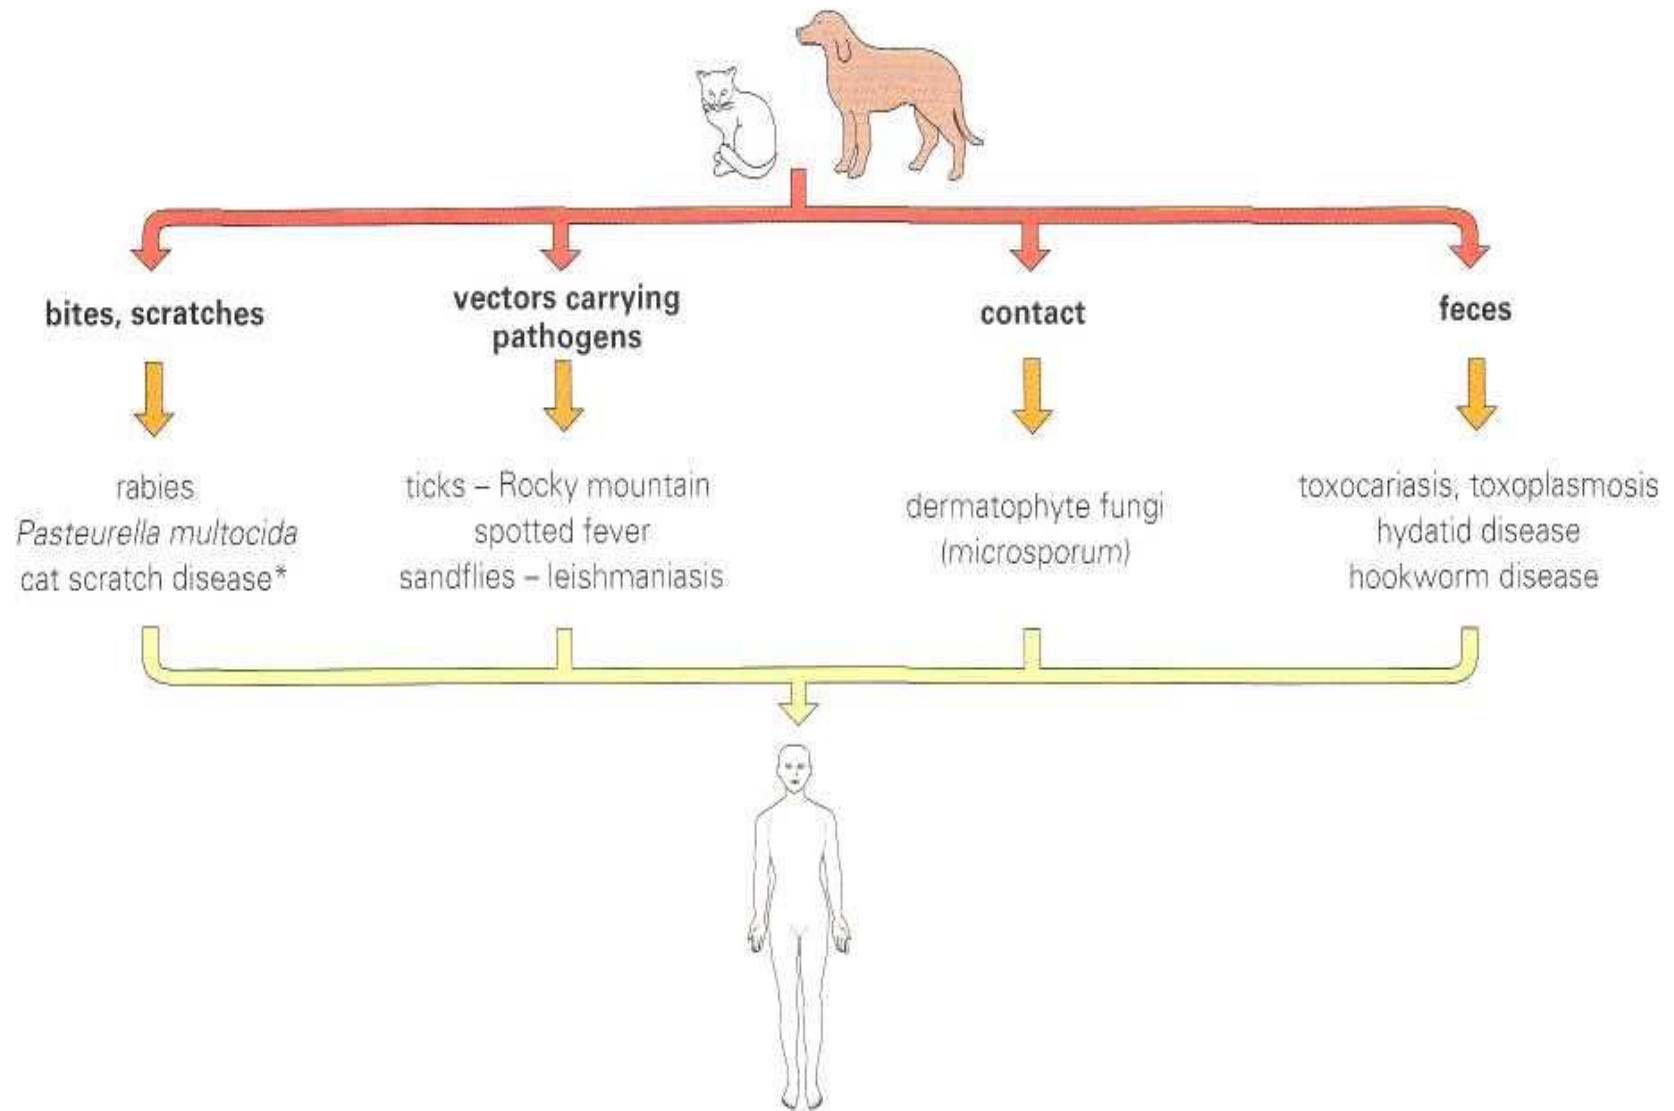 bites, scratches
vectors carrying
pathogens
contact
feces
rabies
Pasteurella multocida
cat scratch disease*
ticks – Rocky mountain
spotted fever
sandflies – leishmaniasis
dermatophyte fungi
(microsporum)
toxocariasis, toxoplasmosis
hydatid disease
hookworm disease